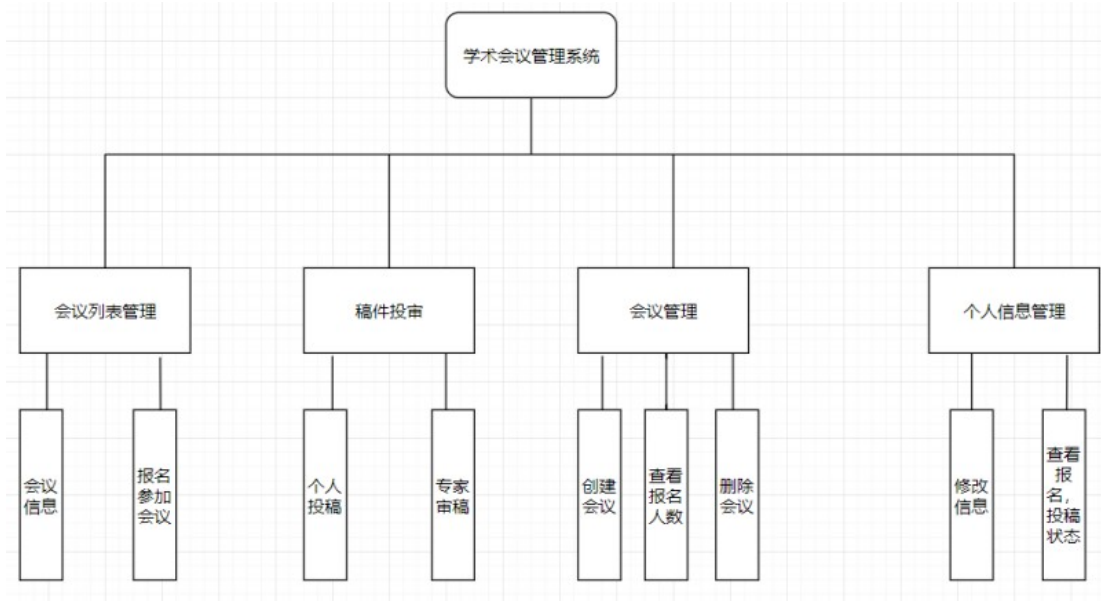 学术会议管理系统
会议列表管理
稿件投审
会议管理
个人信息管理
会议
信息
报名
参加
会议
个人
投稿
专家
审稿
创建
会议
查看
报名
人数
删除
会议
修改
信息
查看
报
名，
投稿
状态